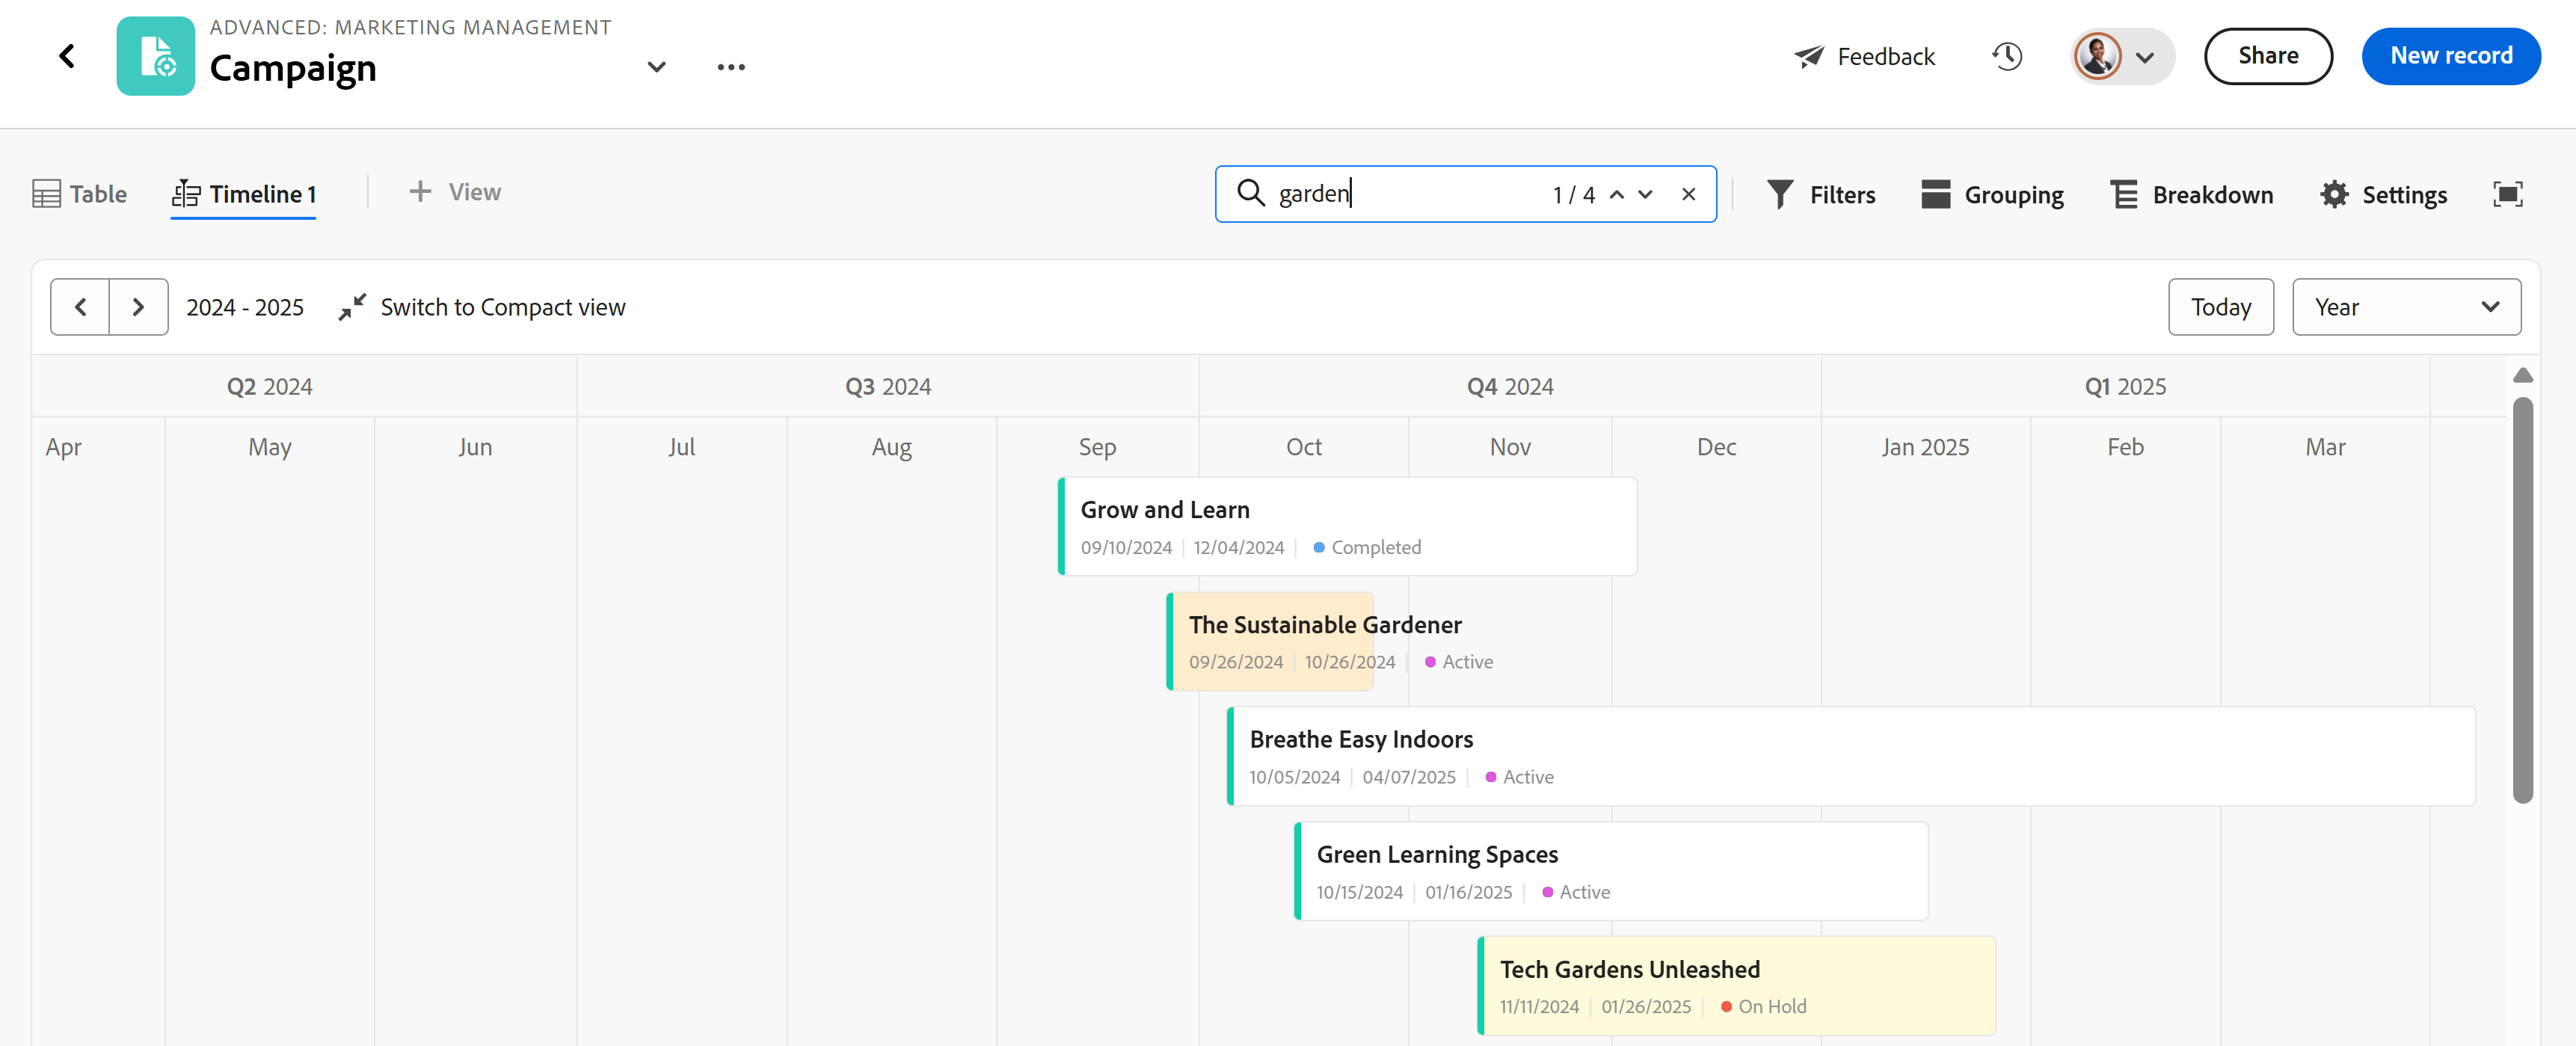 ADVANCED: MARKETING MANAGEMENT
Campaign
Feedback
Share
New record
Table
Timeline 1
View
garden
1 / 4
Filters
Grouping
Breakdown
Settings
2024 - 2025
Switch to Compact view
Today
Year
Q2 2024
Q3 2024
Q4 2024
Q1 2025
Apr
May
Jun
Jul
Aug
Sep
Oct
Nov
Dec
Jan 2025
Feb
Mar
Grow and Learn
09/10/2024 12/04/2024 Completed
The Sustainable Gardener
09/26/2024 10/26/2024 Active
Breathe Easy Indoors
10/05/2024 04/07/2025 Active
Green Learning Spaces
10/15/2024 01/16/2025 Active
Tech Gardens Unleashed
11/11/2024 01/26/2025 On Hold